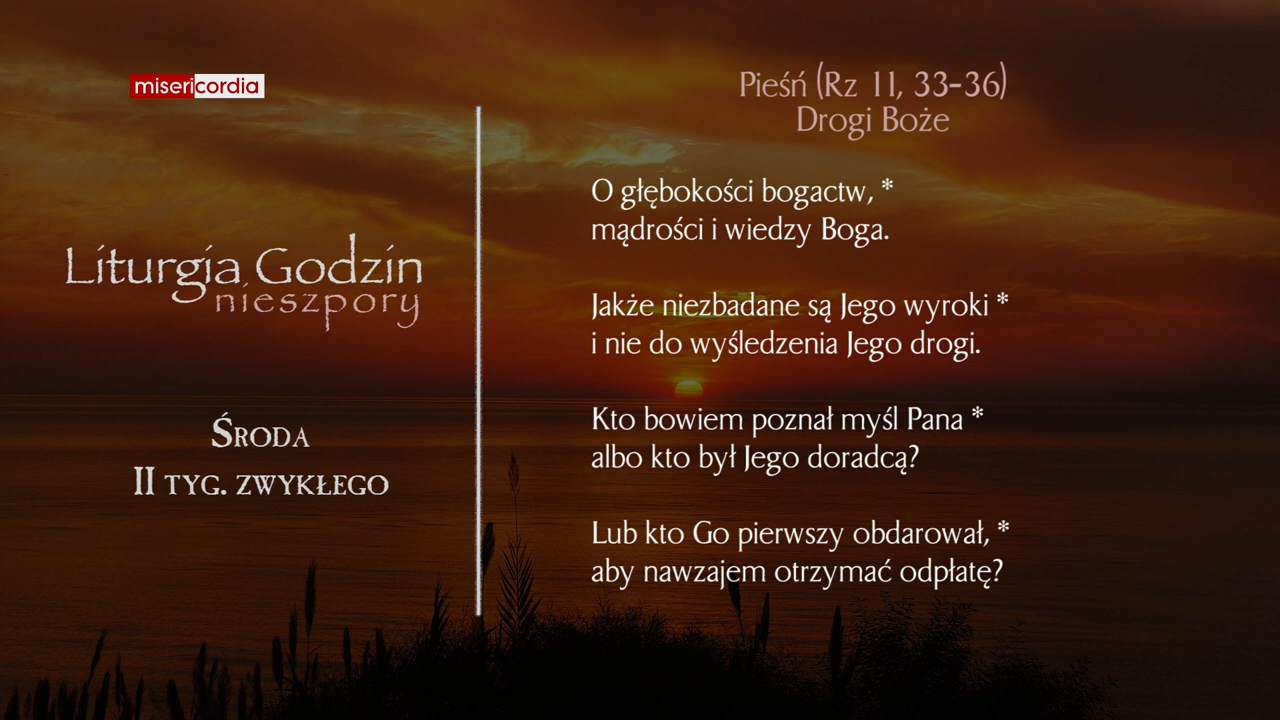 misericordia
Liturgia Godzin
nieszpory
Środa
II tyg. zwykłego
Pieśń (Rz 11, 33-36)
Drogi Boże
O głębokości bogactw, *
mądrości i wiedzy Boga.
Jakże niezbadane są Jego wyroki *
i nie do wyśledzenia Jego drogi.
Kto bowiem poznał myśl Pana *
albo kto był Jego doradcą?
Lub kto Go pierwszy obdarował, *
aby nawzajem otrzymać odpłatę?